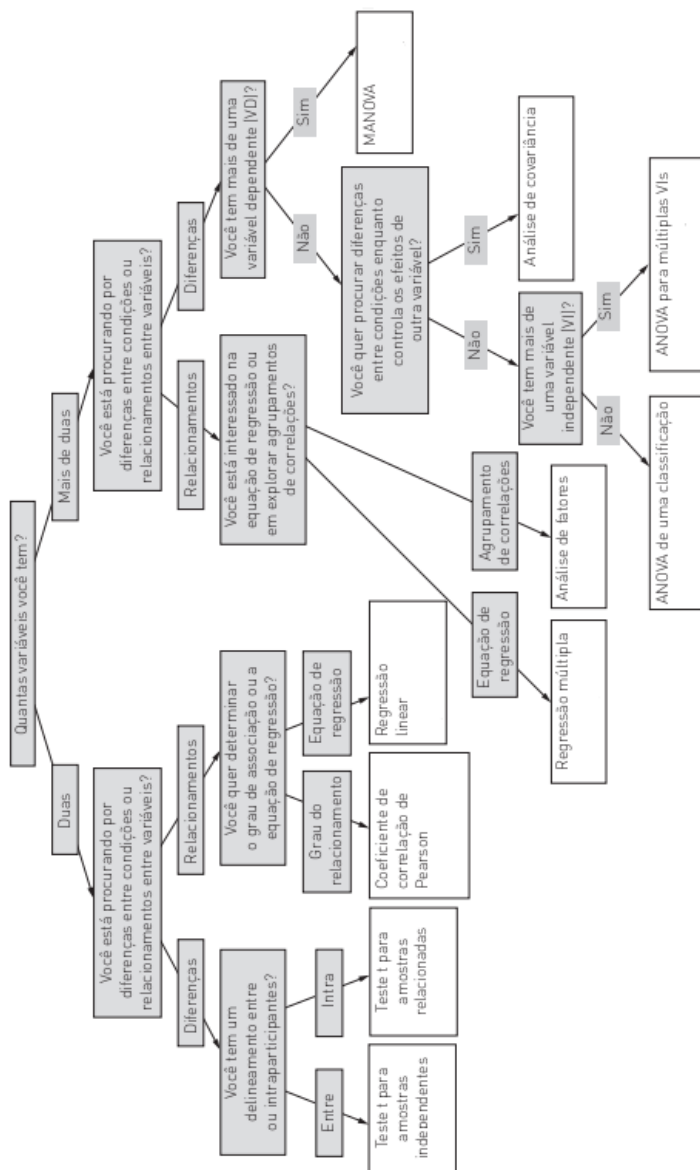 Quantas variáveis você tem?
Duas
Mais de duas
Você está procurando por
diferenças entre condições ou
relacionamentos entre variáveis?
Você está procurando por
diferenças entre condições ou
relacionamentos entre variáveis?
Diferenças
Relacionamentos
Relacionamentos
Diferenças
Você tem um
delineamento entre
ou intraparticipantes?
Você quer determinar
o grau de associação ou a
equação de regressão?
Você está interessado na
equação de regressão ou
em explorar agrupamentos
de correlações?
Você tem mais de uma
variável dependente |VD|?
Entre
Intra
Grau do
relacionamento
Equação de
regressão
Não
Sim
Teste t para
amostras
independentes
Teste t para
amostras
relacionadas
Coeficiente de
correlação de
Pearson
Regressão
linear
Você quer procurar diferenças
entre condições enquanto
controla os efeitos de
outra variável?
MANOVA
Equação de
regressão
Agrupamento
de correlações
Não
Sim
Regressão múltipla
Análise de fatores
Você tem mais de
uma variável
independente |VI|?
Análise de covariância
Não
Sim
ANOVA de uma classificação
ANOVA para múltiplas VIs